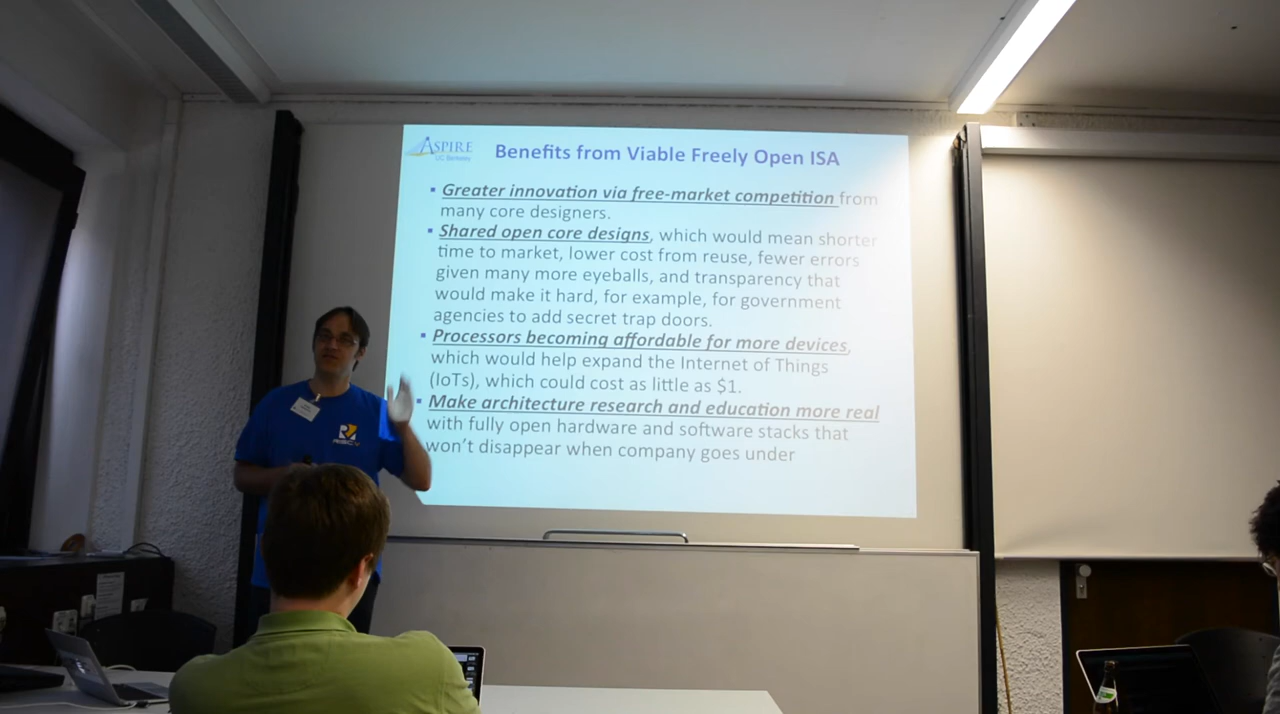 ASPIRE
UC Berkeley
Benefits from Viable Freely Open ISA
▪ Greater innovation via free-market competition from
many core designers.
▪ Shared open core designs, which would mean shorter
time to market, lower cost from reuse, fewer errors
given many more eyeballs, and transparency that
would make it hard, for example, for government
agencies to add secret trap doors.
▪ Processors becoming affordable for more devices,
which would help expand the Internet of Things
(IoTs), which could cost as little as $1.
▪ Make architecture research and education more real
with fully open hardware and software stacks that
won't disappear when company goes under
RISC-V